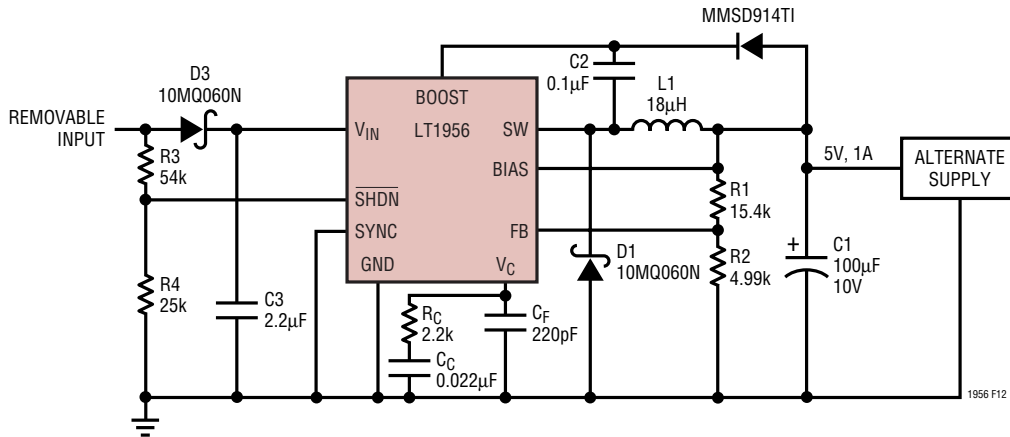 MMSD914TI
D3
10MQ060N
C2
0.1µF
L1
18µH
REMOVABLE
INPUT
BOOST
LT1956
VIN
SW
BIAS
SHDN
SYNC
FB
GND
VC
R3
54k
R4
25k
C3
2.2µF
RC
2.2k
CC
0.022µF
CF
220pF
D1
10MQ060N
R1
15.4k
R2
4.99k
5V, 1A
ALTERNATE
SUPPLY
+
C1
100µF
10V
1956 F12